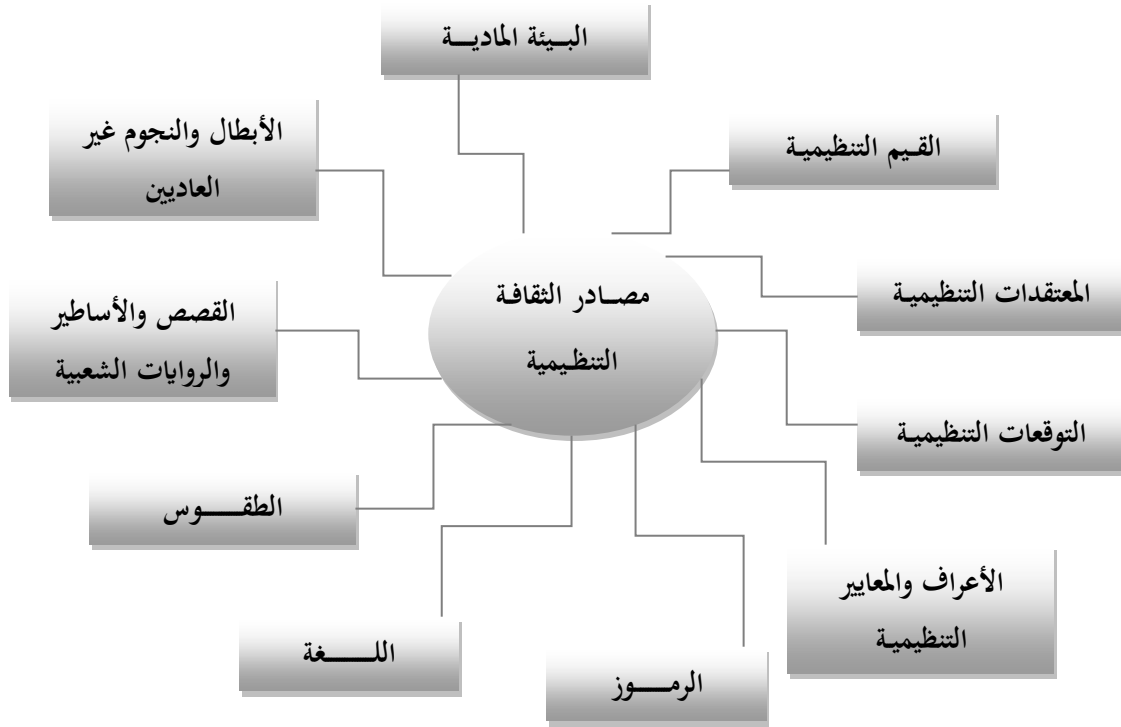 البيئة المادية
القيم التنظيمية
الأبطال والنجوم غير
العاديين
المعتقدات التنظيمية
مصادر الثقافة
التنظيمية
القصص والأساطير
والروايات الشعبية
التوقعات التنظيمية
الطقوس
الأعراف والمعايير
التنظيمية
اللغة
الرموز